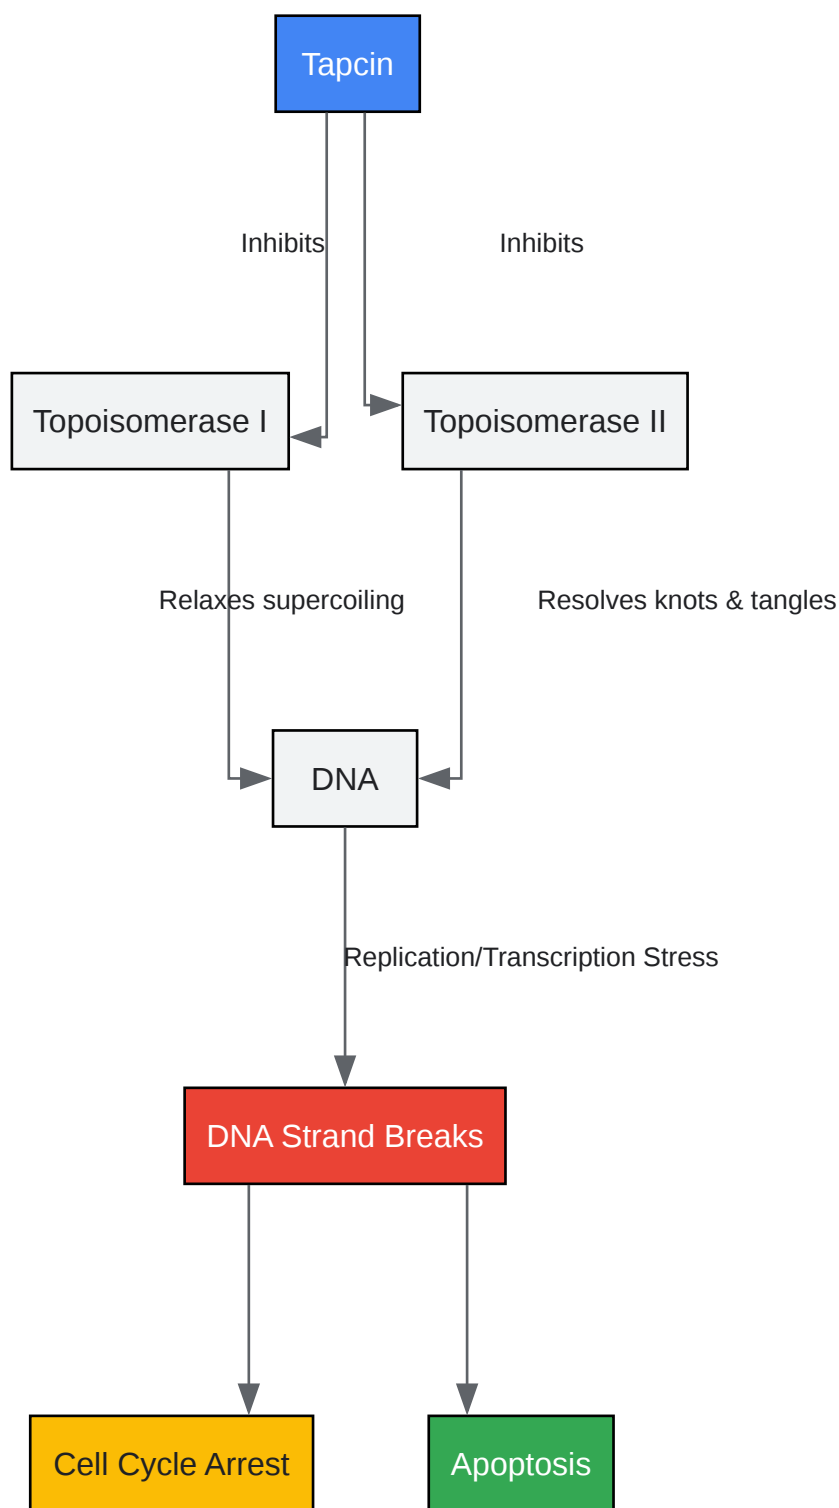 Tapcin
Inhibits
Inhibits
Topoisomerase I
Topoisomerase II
Relaxes supercoiling
Resolves knots & tangles
DNA
Replication/Transcription Stress
DNA Strand Breaks
Cell Cycle Arrest
Apoptosis